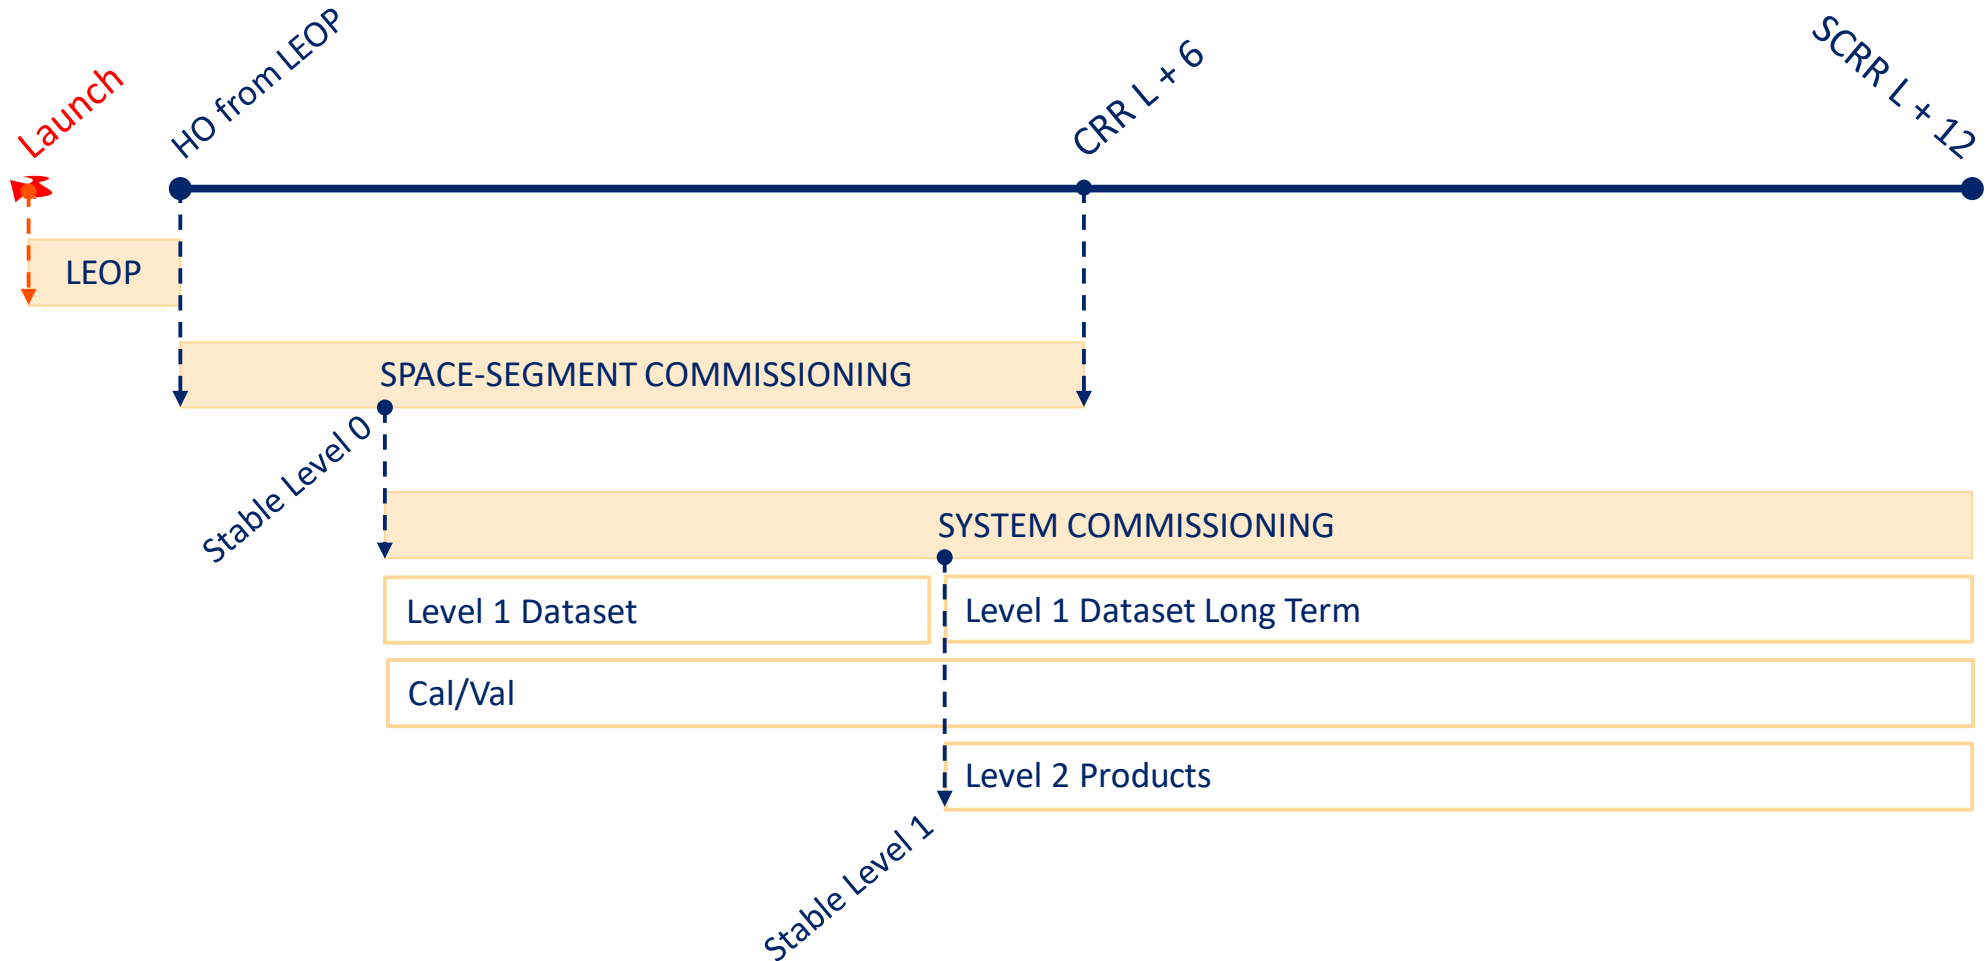 Launch
HO from LEOP
CRR L + 6
SCRR L + 12
LEOP
SPACE-SEGMENT COMMISSIONING
Stable Level 0
SYSTEM COMMISSIONING
Level 1 Dataset
Level 1 Dataset Long Term
Cal/Val
Level 2 Products
Stable Level 1